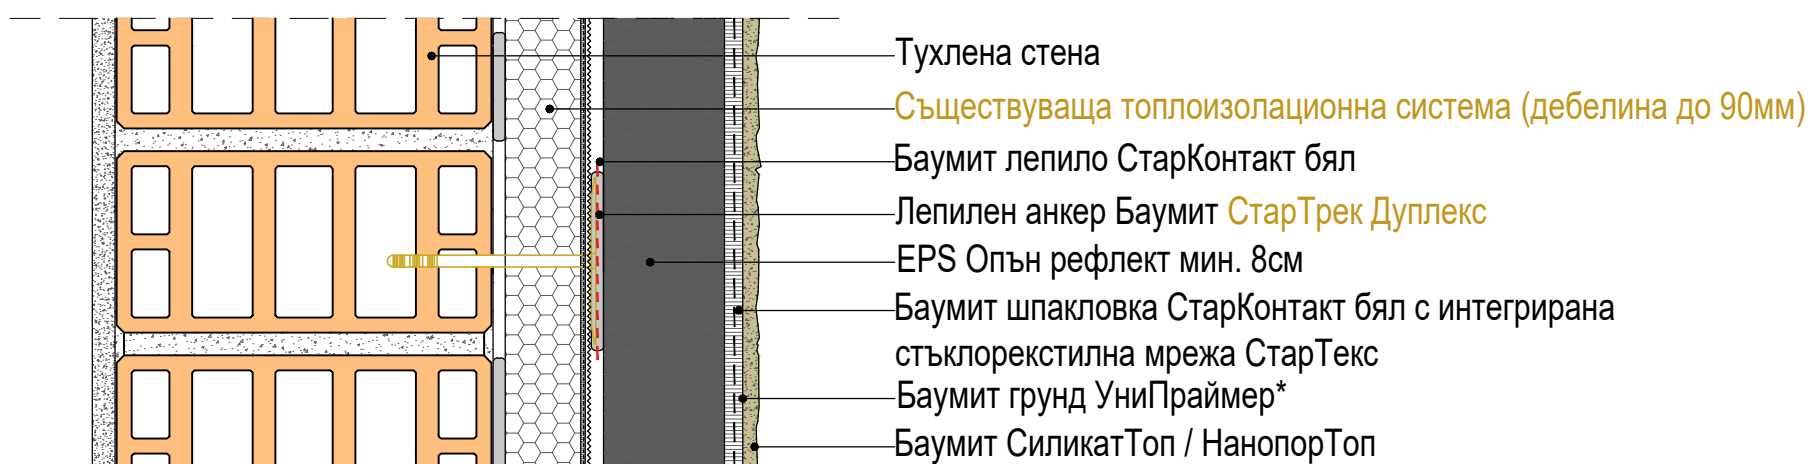 Тухлена стена
Съществуваща топлоизолационна система (дебелина до 90мм)
Баумит лепило СтарКонтакт бял
Лепилен анкер Баумит СтарТрек Дуплекс
EPS Опън рефлект мин. 8см
Баумит шпакловка СтарКонтакт бял с интегрирана
стъклорекстилна мрежа СтарТекс
Баумит грунд УниПраймер*
Баумит СиликатТоп / НанопорТоп